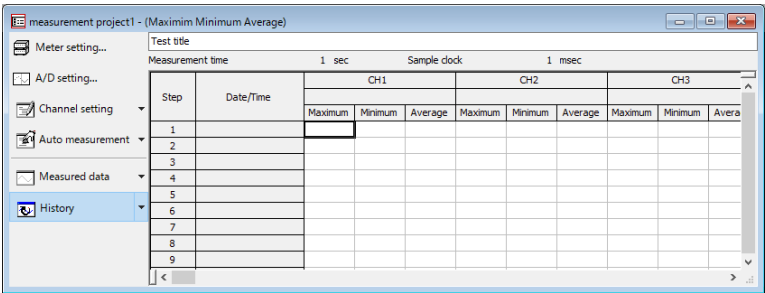 measurement project1 - (Maximim Minimum Average)
Meter setting...
A/D setting...
Channel setting
Auto measurement
Measured data
History
Test title
Measurement time 1 sec Sample clock 1 msec
Step Date/Time CH1 CH2 CH3
Maximum Minimum Average Maximum Minimum Average Maximum Minimum Avera
1
2
3
4
5
6
7
8
9